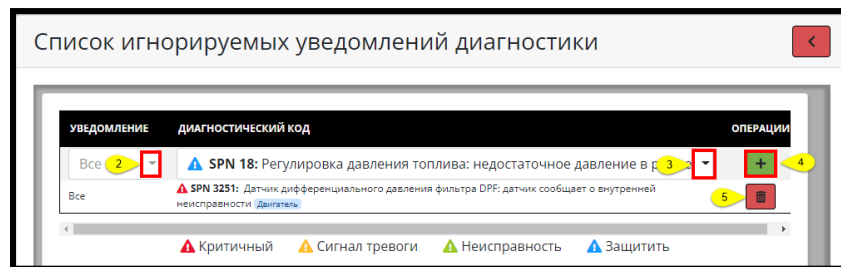 Список игнорируемых уведомлений диагностики
УВЕДОМЛЕНИЕ ДИАГНОСТИЧЕСКИЙ КОД ОПЕРАЦИИ
Все 2 SPN 18: Регулировка давления топлива: недостаточное давление в 3 4
Все SPN 3251: Датчик дифференциального давления фильтра DPF: датчик сообщает о внутренней
неисправности Двигатель 5
Критичный Сигнал тревоги Неисправность Защитить